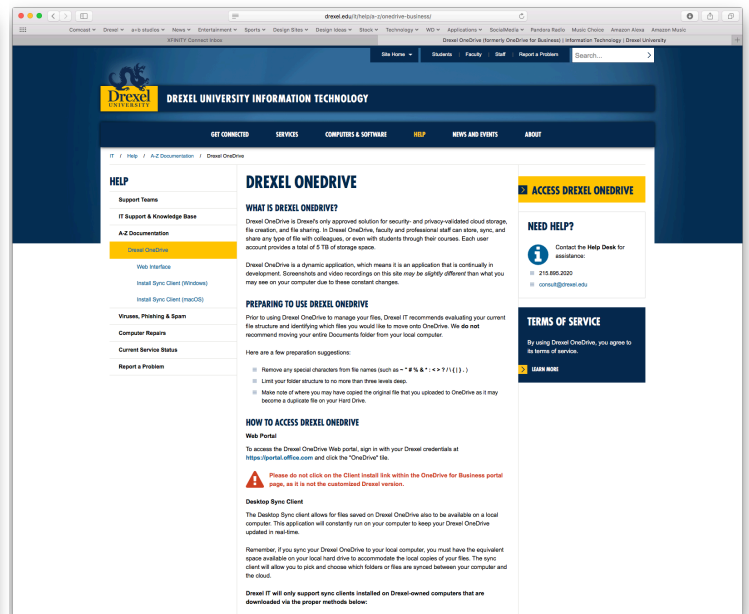 drexel.edu/it/help/a-z/onedrive-business/
Comcast Drexel a+b studios News Entertainment Sports Design Sites Design Ideas Stock Technology WD Applications SocialMedia Pandora Radio Music Choice Amazon Alexa Amazon Music
XFINITY Connect Inbox
Drexel OneDrive (formerly OneDrive for Business) | Information Technology | Drexel University
Site Home
Students
Faculty
Staff
Report a Problem
Search...
Drexel
UNIVERSITY
DREXEL UNIVERSITY INFORMATION TECHNOLOGY
GET CONNECTED
SERVICES
COMPUTERS & SOFTWARE
HELP
NEWS AND EVENTS
ABOUT
IT / Help / A-Z Documentation / Drexel OneDrive
HELP
Support Teams
IT Support & Knowledge Base
A-Z Documentation
Drexel OneDrive
Web Interface
Install Sync Client (Windows)
Install Sync Client (macOS)
Viruses, Phishing & Spam
Computer Repairs
Current Service Status
Report a Problem
DREXEL ONEDRIVE
WHAT IS DREXEL ONEDRIVE?
Drexel OneDrive is Drexel's only approved solution for security- and privacy-validated cloud storage,
file creation, and file sharing. In Drexel OneDrive, faculty and professional staff can store, sync, and
share any type of file with colleagues, or even with students through their courses. Each user
account provides a total of 5 TB of storage space.
Drexel OneDrive is a dynamic application, which means it is an application that is continually in
development. Screenshots and video recordings on this site may be slightly different than what you
may see on your computer due to these constant changes.
PREPARING TO USE DREXEL ONEDRIVE
Prior to using Drexel OneDrive to manage your files, Drexel IT recommends evaluating your current
file structure and identifying which files you would like to move onto OneDrive. We do not
recommend moving your entire Documents folder from your local computer.
Here are a few preparation suggestions:
Remove any special characters from file names (such as ~ " # % & * : < > ? / \ { | } . )
Limit your folder structure to no more than three levels deep.
Make note of where you may have copied the original file that you uploaded to OneDrive as it may
become a duplicate file on your Hard Drive.
HOW TO ACCESS DREXEL ONEDRIVE
Web Portal
To access the Drexel OneDrive Web portal, sign in with your Drexel credentials at
https://portal.office.com and click the "OneDrive" tile.
Please do not click on the Client install link within the OneDrive for Business portal
page, as it is not the customized Drexel version.
Desktop Sync Client
The Desktop Sync client allows for files saved on Drexel OneDrive also to be available on a local
computer. This application will constantly run on your computer to keep your Drexel OneDrive
updated in real-time.
Remember, if you sync your Drexel OneDrive to your local computer, you must have the equivalent
space available on your local hard drive to accommodate the local copies of your files. The sync
client will allow you to pick and choose which folders or files are synced between your computer and
the cloud.
Drexel IT will only support sync clients installed on Drexel-owned computers that are
downloaded via the proper methods below:
ACCESS DREXEL ONEDRIVE
NEED HELP?
Contact the Help Desk for
assistance:
215.895.2020
consult@drexel.edu
TERMS OF SERVICE
By using Drexel OneDrive, you agree to
its terms of service.
LEARN MORE